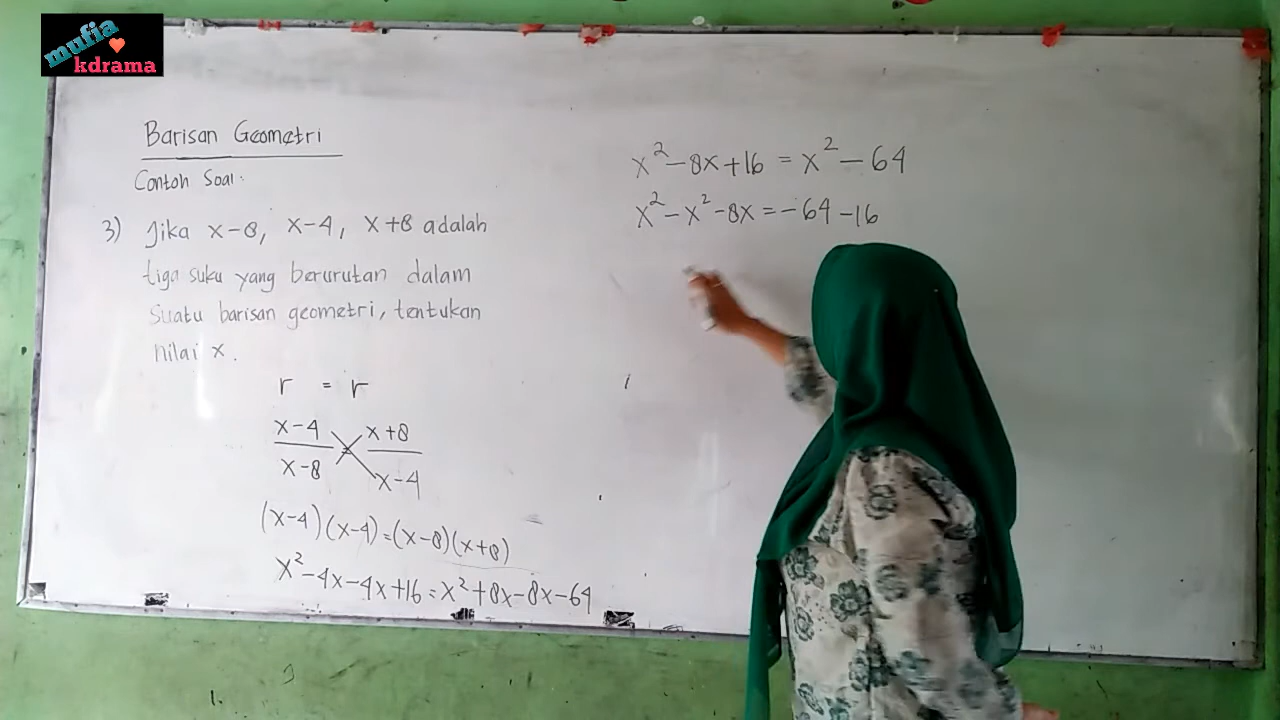 mufia
kdrama
Barisan Geometri
Contoh Soal:
3) Jika x-8, x-4, x+8 adalah
tiga suku yang berurutan dalam
suatu barisan geometri, tentukan
nilai x.
r = r
x-4 / x-8 = x+8 / x-4
(x-4)(x-4)=(x-8)(x+8)
x²-4x-4x+16=x²+8x-8x-64
x²-8x+16 = x²-64
x²-x²-8x=-64-16